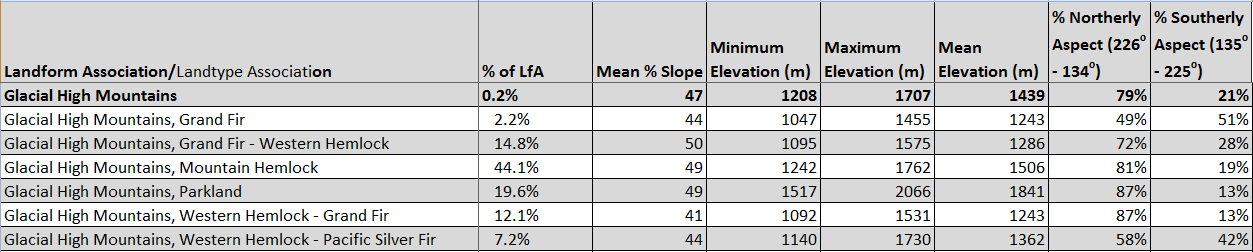 Landform Association/Landtype Association % of LfA Mean % Slope Minimum Elevation (m) Maximum Elevation (m) Mean Elevation (m) % Northerly Aspect (226° - 134°) % Southerly Aspect (135° - 225°)
Glacial High Mountains 0.2% 47 1208 1707 1439 79% 21%
Glacial High Mountains, Grand Fir 2.2% 44 1047 1455 1243 49% 51%
Glacial High Mountains, Grand Fir - Western Hemlock 14.8% 50 1095 1575 1286 72% 28%
Glacial High Mountains, Mountain Hemlock 44.1% 49 1242 1762 1506 81% 19%
Glacial High Mountains, Parkland 19.6% 49 1517 2066 1841 87% 13%
Glacial High Mountains, Western Hemlock - Grand Fir 12.1% 41 1092 1531 1243 87% 13%
Glacial High Mountains, Western Hemlock - Pacific Silver Fir 7.2% 44 1140 1730 1362 58% 42%